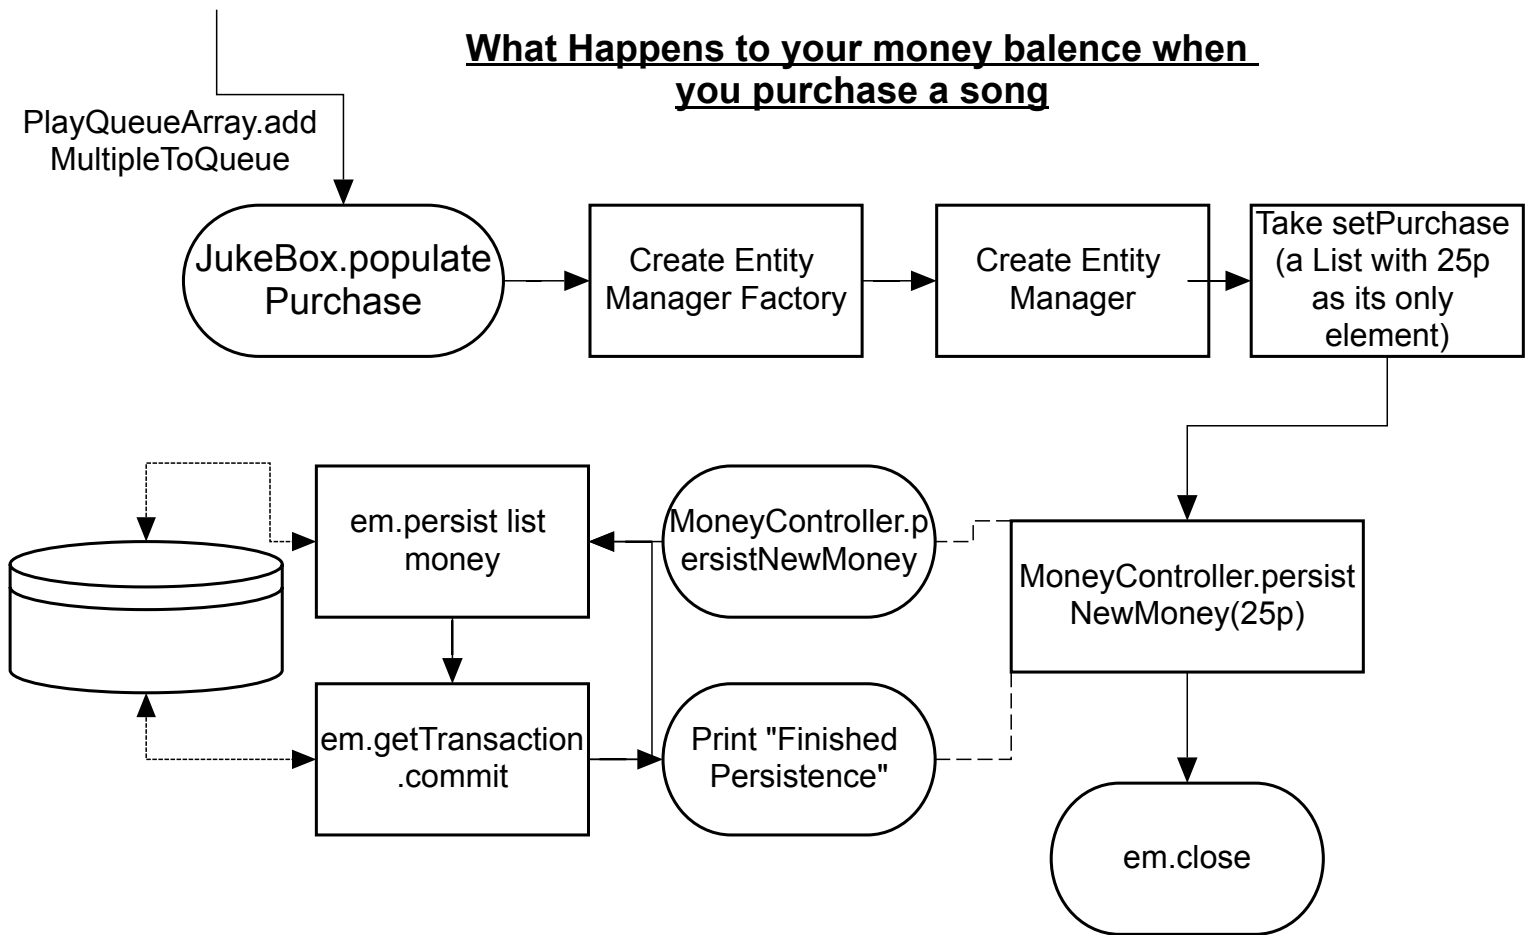 What Happens to your money balence when
you purchase a song
PlayQueueArray.add
MultipleToQueue
JukeBox.populate
Purchase
Create Entity
Manager Factory
Create Entity
Manager
Take setPurchase
(a List with 25p
as its only
element)
em.persist list
money
MoneyController.p
ersistNewMoney
MoneyController.persist
NewMoney(25p)
em.getTransaction
.commit
Print "Finished
Persistence"
em.close